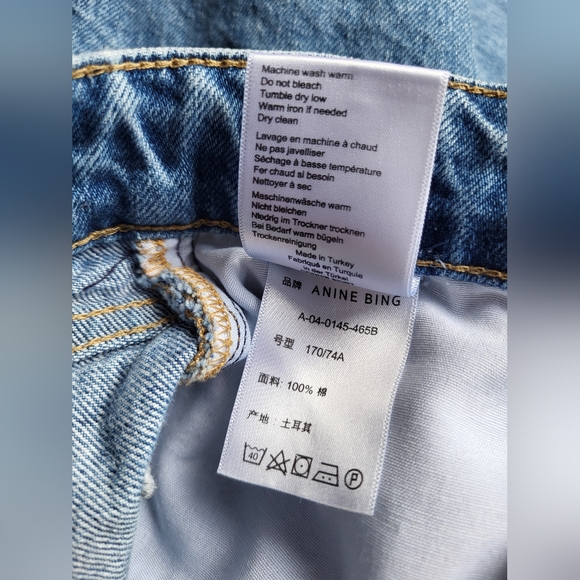 Machine wash warm
Do not bleach
Tumble dry low
Warm iron if needed
Dry clean
Lavage en machine à chaud
Ne pas javelliser
Séchage à basse température
Fer chaud si besoin
Nettoyer à sec
Maschinenwäsche warm
Nicht bleichen
Niedrig im Trockner trocknen
Bei Bedarf warm bügeln
Trockenreinigung
Made in Turkey
Fabriqué en Turquie
in der Türkei
品牌 ANINE BING
A-04-0145-465B
号型 170/74A
面料: 100% 棉
产地: 土耳其
40 P